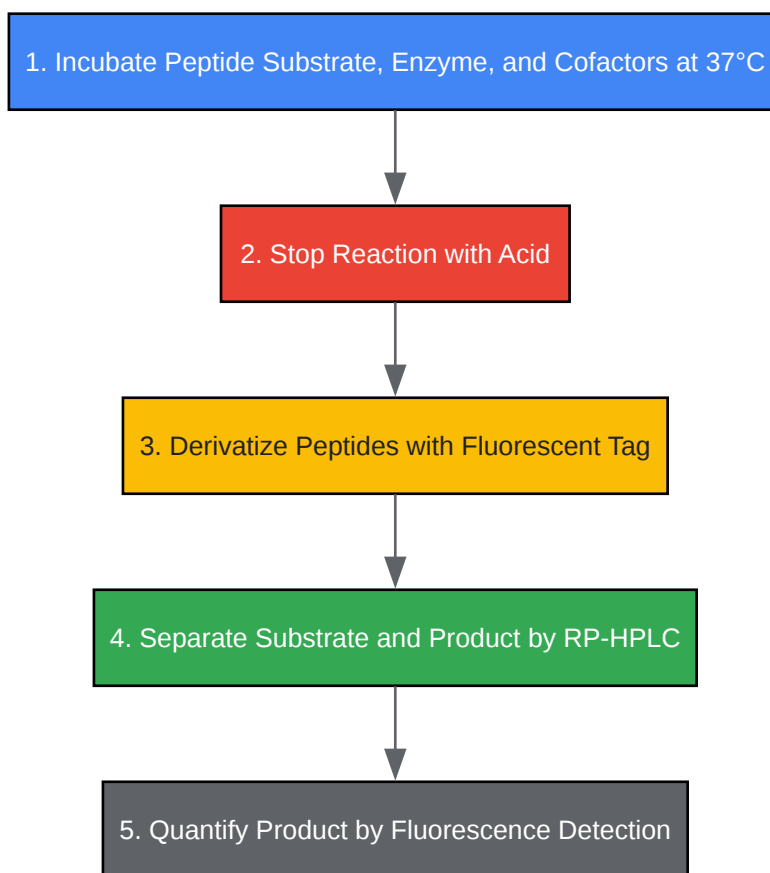 1. Incubate Peptide Substrate, Enzyme, and Cofactors at 37°C
2. Stop Reaction with Acid
3. Derivatize Peptides with Fluorescent Tag
4. Separate Substrate and Product by RP-HPLC
5. Quantify Product by Fluorescence Detection